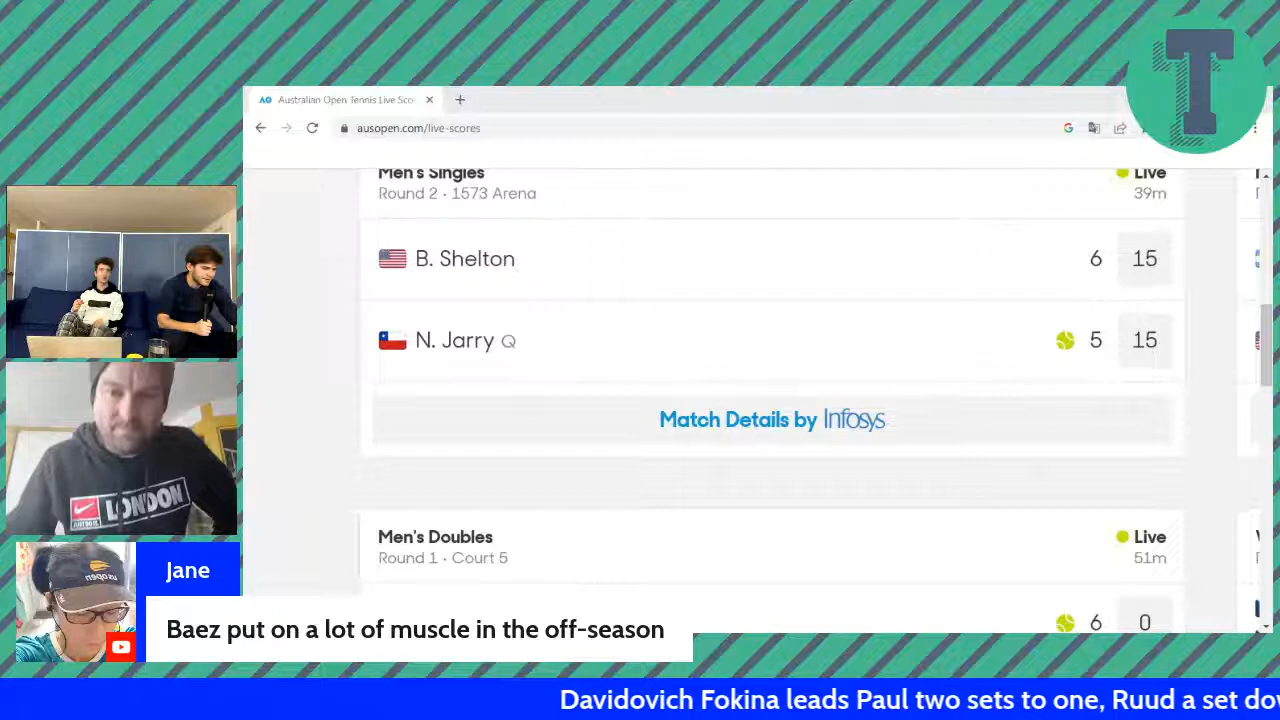 Australian Open Tennis Live Sco
ausopen.com/live-scores
Men's Singles
Live
Round 2 • 1573 Arena
39m
B. Shelton
6
15
N. Jarry Q
5
15
Match Details by Infosys
Men's Doubles
Live
Round 1 • Court 5
51m
6
0
T
LONDON
JUST DO IT.
Jane
Baez put on a lot of muscle in the off-season
Davidovich Fokina leads Paul two sets to one, Ruud a set dow